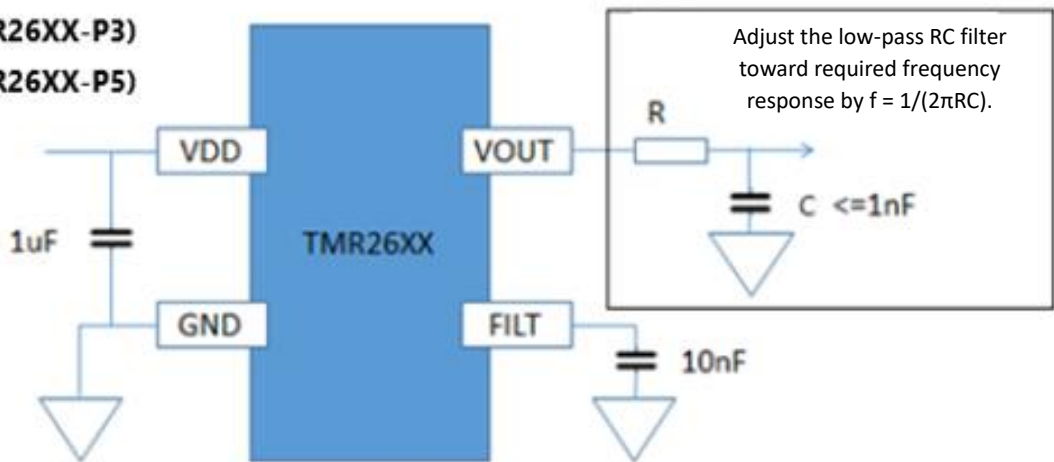 R26XX-P3)
R26XX-P5)
Adjust the low-pass RC filter
toward required frequency
response by f = 1/(2πRC).
R
VDD
VOUT
C <=1nF
1uF
TMR26XX
GND
FILT
10nF